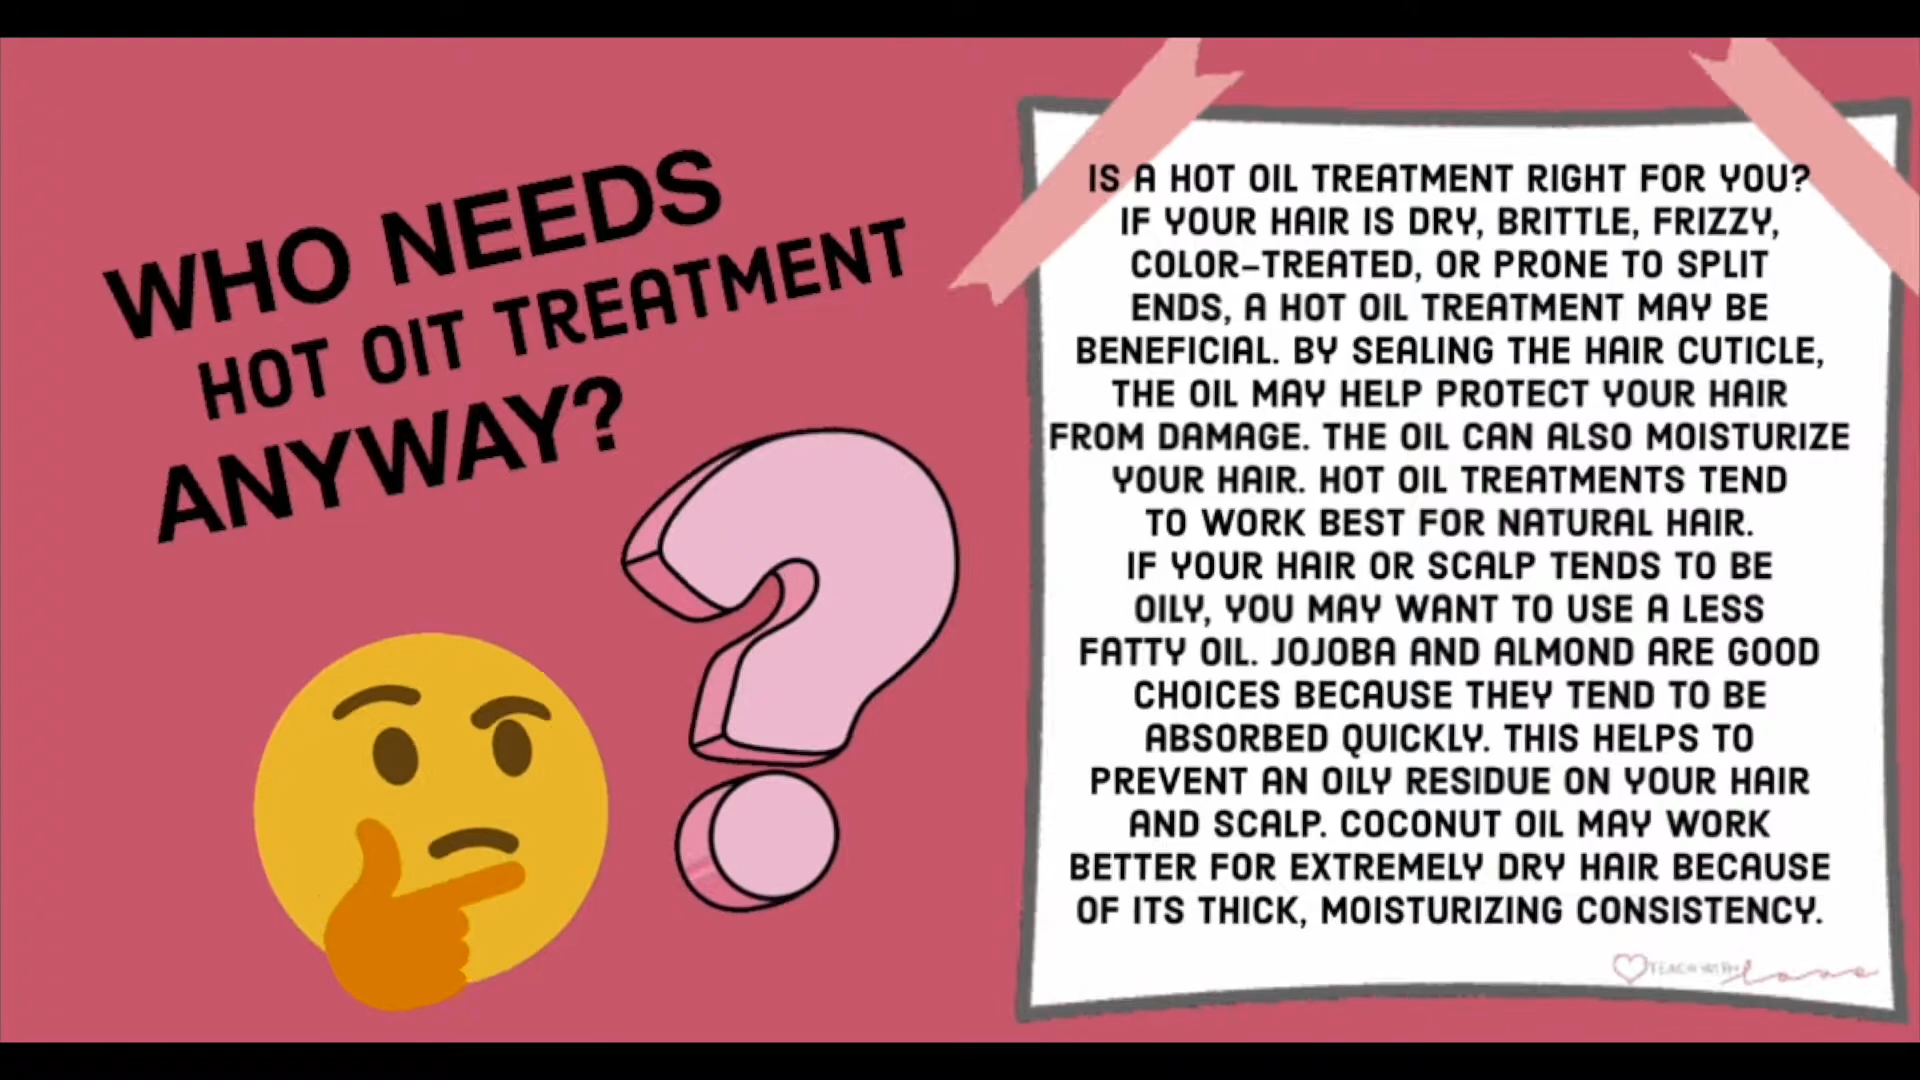 WHO NEEDS
HOT OIT TREATMENT
ANYWAY?
IS A HOT OIL TREATMENT RIGHT FOR YOU?
IF YOUR HAIR IS DRY, BRITTLE, FRIZZY,
COLOR-TREATED, OR PRONE TO SPLIT
ENDS, A HOT OIL TREATMENT MAY BE
BENEFICIAL. BY SEALING THE HAIR CUTICLE,
THE OIL MAY HELP PROTECT YOUR HAIR
FROM DAMAGE. THE OIL CAN ALSO MOISTURIZE
YOUR HAIR. HOT OIL TREATMENTS TEND
TO WORK BEST FOR NATURAL HAIR.
IF YOUR HAIR OR SCALP TENDS TO BE
OILY, YOU MAY WANT TO USE A LESS
FATTY OIL. JOJOBA AND ALMOND ARE GOOD
CHOICES BECAUSE THEY TEND TO BE
ABSORBED QUICKLY. THIS HELPS TO
PREVENT AN OILY RESIDUE ON YOUR HAIR
AND SCALP. COCONUT OIL MAY WORK
BETTER FOR EXTREMELY DRY HAIR BECAUSE
OF ITS THICK, MOISTURIZING CONSISTENCY.
TEACH WITH love